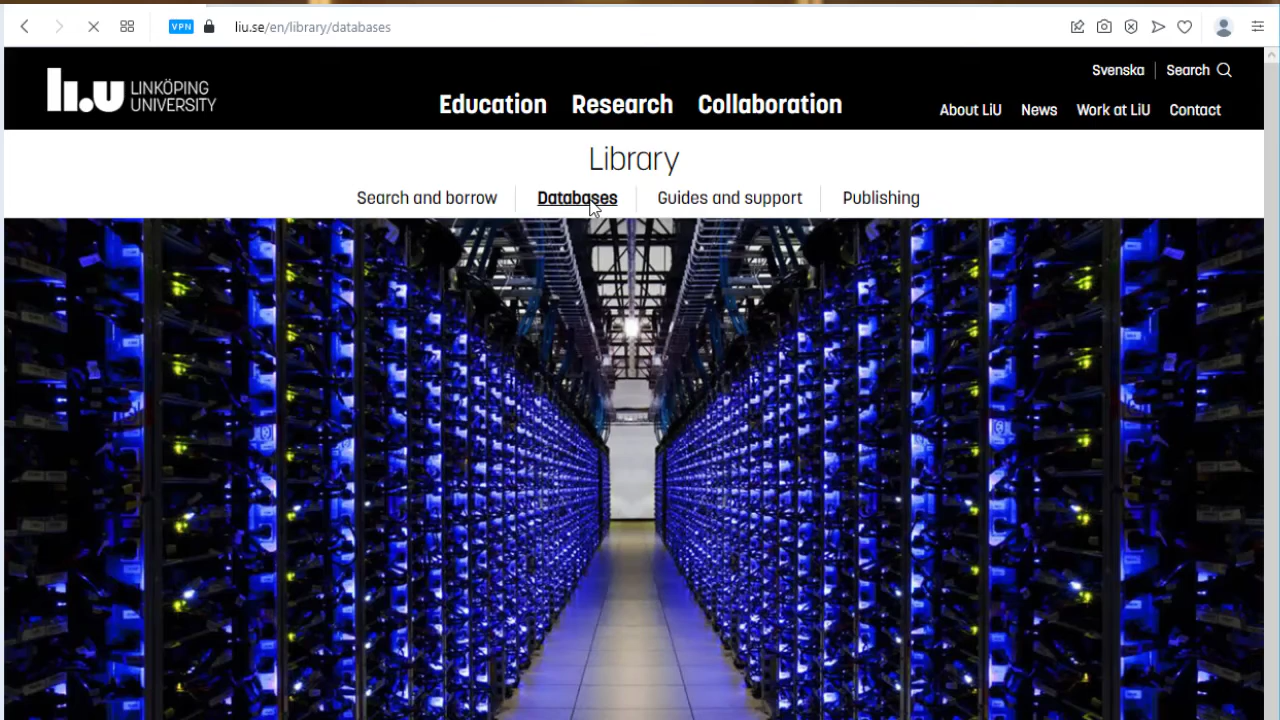 VPN liu.se/en/library/databases
Svenska Search
li.u LINKÖPING UNIVERSITY
Education Research Collaboration
About LiU News Work at LiU Contact
Library
Search and borrow Databases Guides and support Publishing